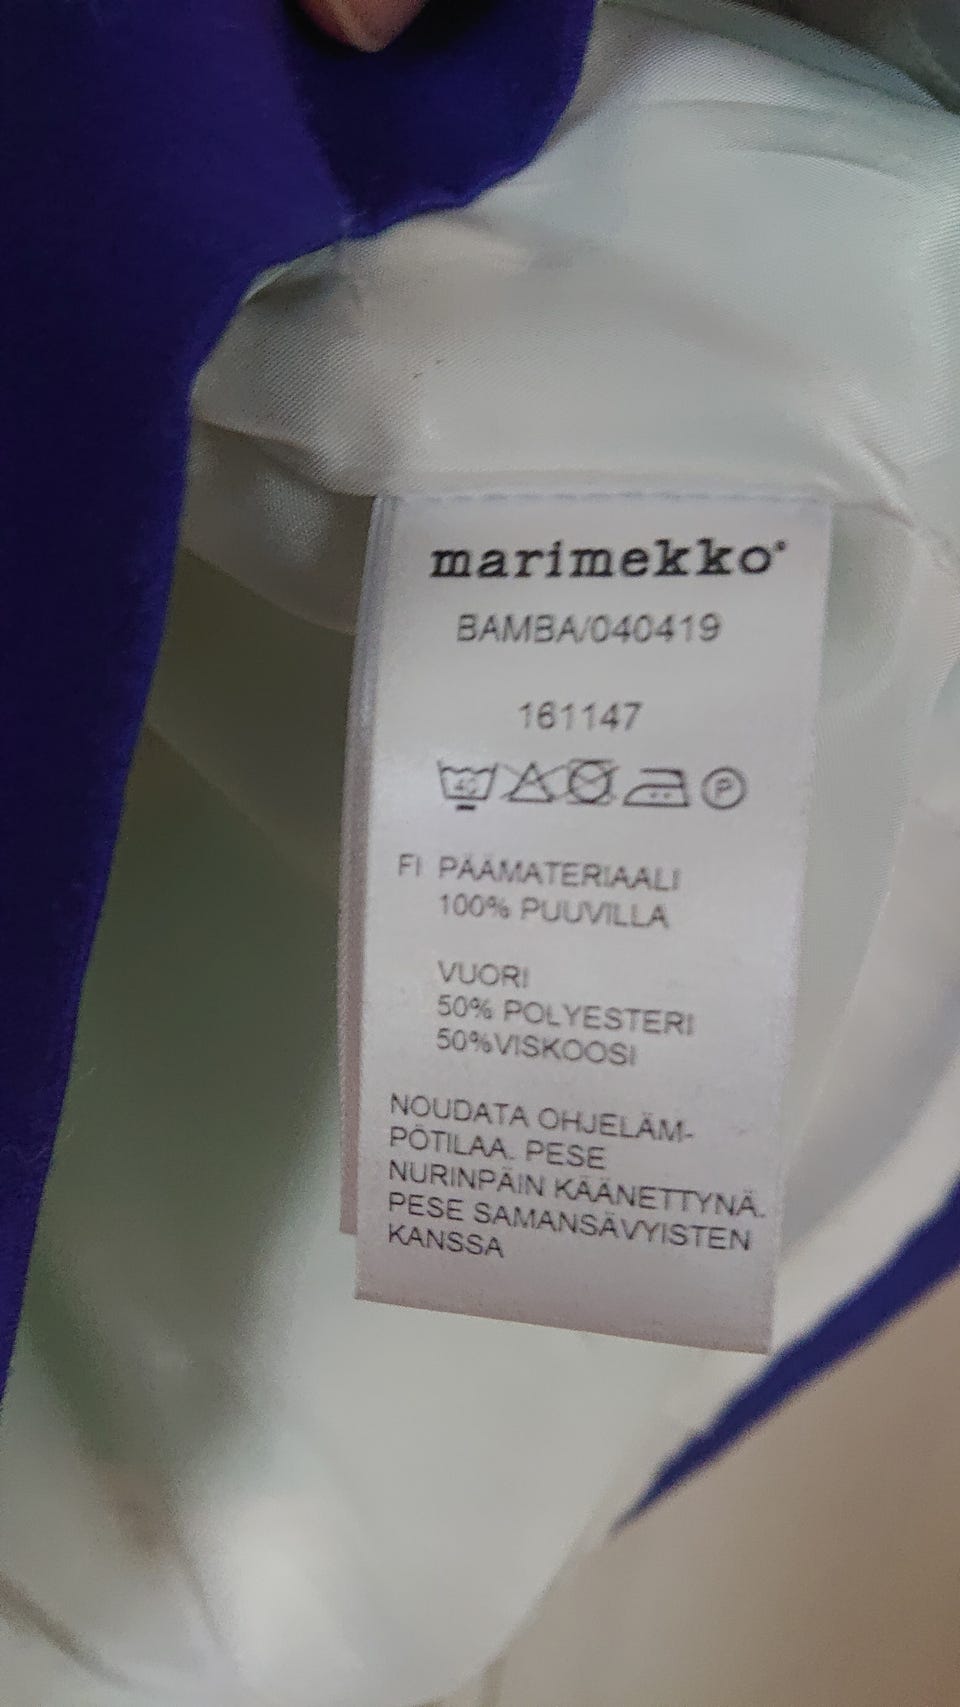 marimekko®
BAMBA/040419
161147
40 P
FI PÄÄMATERIAALI
100% PUUVILLA
VUORI
50% POLYESTERI
50%VISKOOSI
NOUDATA OHJELÄM-
PÖTILAA. PESE
NURINPÄIN KÄÄNETTYNÄ.
PESE SAMANSÄVYISTEN
KANSSA